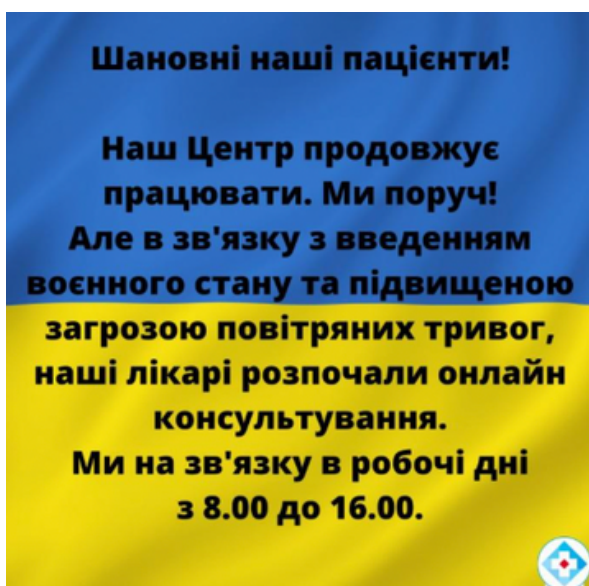 Шановні наші пацієнти!
Наш Центр продовжує
працювати. Ми поруч!
Але в зв'язку з введенням
воєнного стану та підвищеною
загрозою повітряних тривог,
наші лікарі розпочали онлайн
консультування.
Ми на зв'язку в робочі дні
з 8.00 до 16.00.